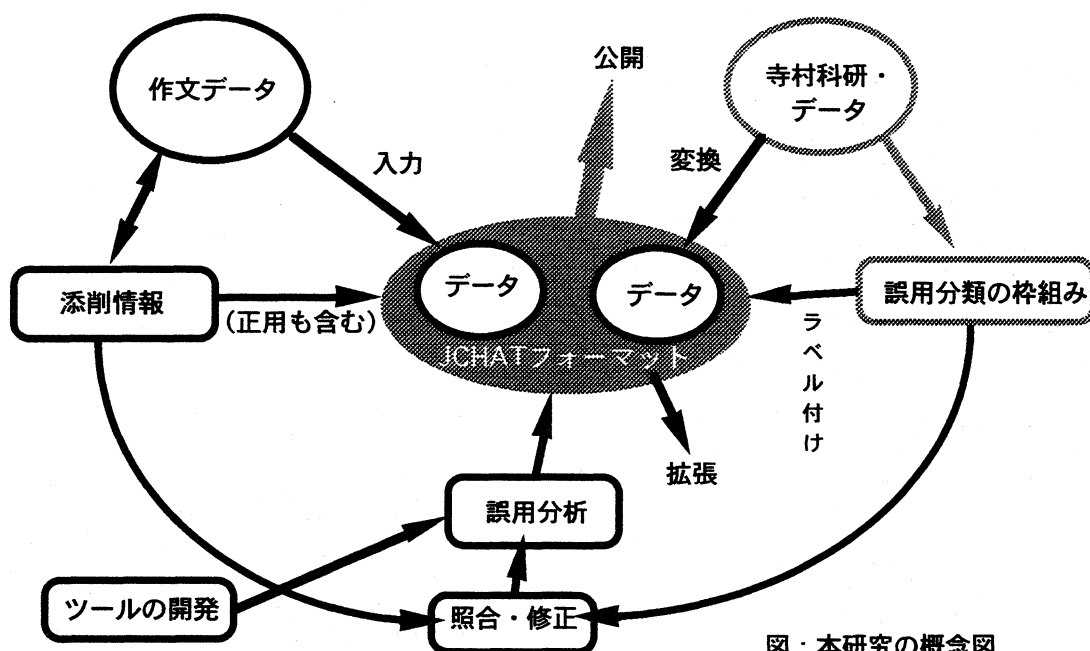 作文データ
公開
寺村科研・
データ
入力
変換
データ
データ
JCHATフォーマット
添削情報
(正用も含む)
誤用分類の枠組み
ラベル付け
拡張
誤用分析
ツールの開発
照合・修正
図:本研究の概念図